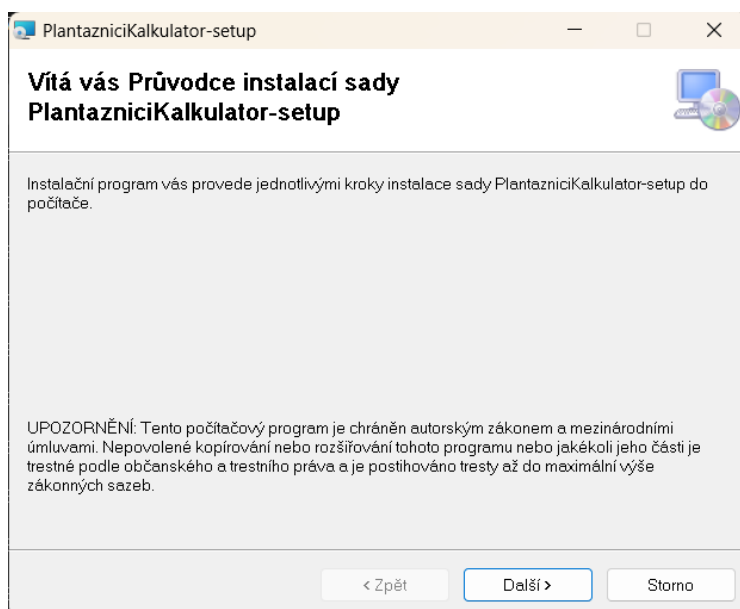 PlantazniciKalkulator-setup
Vítá vás Průvodce instalací sady
PlantazniciKalkulator-setup
Instalační program vás provede jednotlivými kroky instalace sady PlantazniciKalkulator-setup do
počítače.
UPOZORNĚNÍ: Tento počítačový program je chráněn autorským zákonem a mezinárodními
úmluvami. Nepovolené kopírování nebo rozšiřování tohoto programu nebo jakékoli jeho části je
trestné podle občanského a trestního práva a je postihováno tresty až do maximální výše
zákonných sazeb.
< Zpět Další > Storno